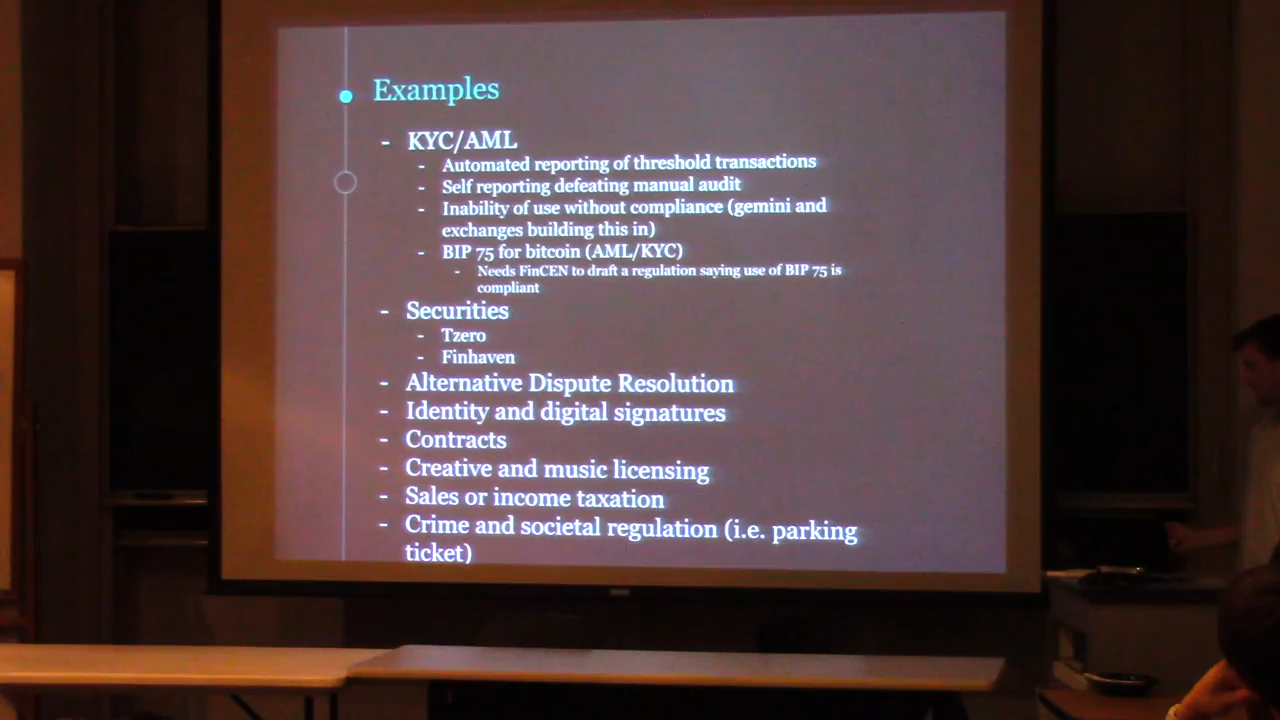 Examples
- KYC/AML
- Automated reporting of threshold transactions
- Self reporting defeating manual audit
- Inability of use without compliance (gemini and
exchanges building this in)
- BIP 75 for bitcoin (AML/KYC)
- Needs FinCEN to draft a regulation saying use of BIP 75 is
compliant
- Securities
- Tzero
- Finhaven
- Alternative Dispute Resolution
- Identity and digital signatures
- Contracts
- Creative and music licensing
- Sales or income taxation
- Crime and societal regulation (i.e. parking
ticket)